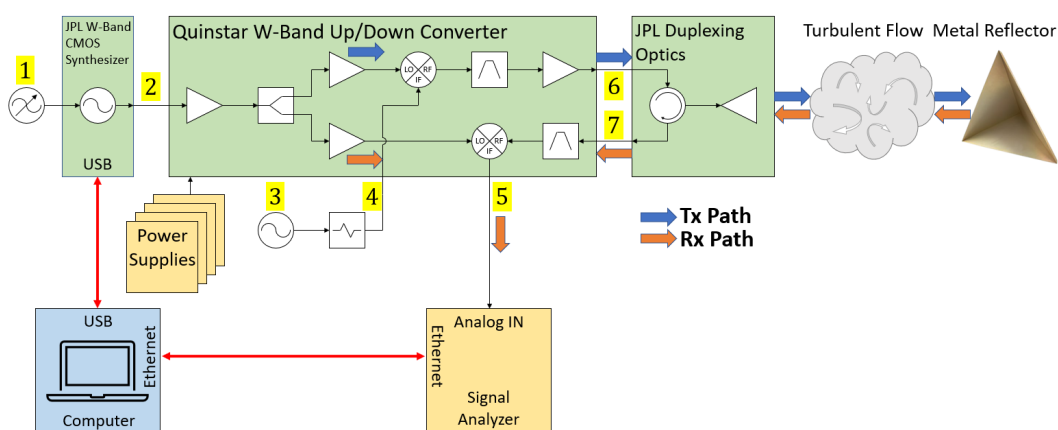 JPL W-Band
CMOS
Synthesizer
USB
1
2
Quinstar W-Band Up/Down Converter
LO
RF
IF
LO
RF
IF
JPL Duplexing
Optics
6
7
Turbulent Flow
Metal Reflector
3
4
5
Power
Supplies
Tx Path
Rx Path
USB
Ethernet
Computer
Analog IN
Ethernet
Signal
Analyzer